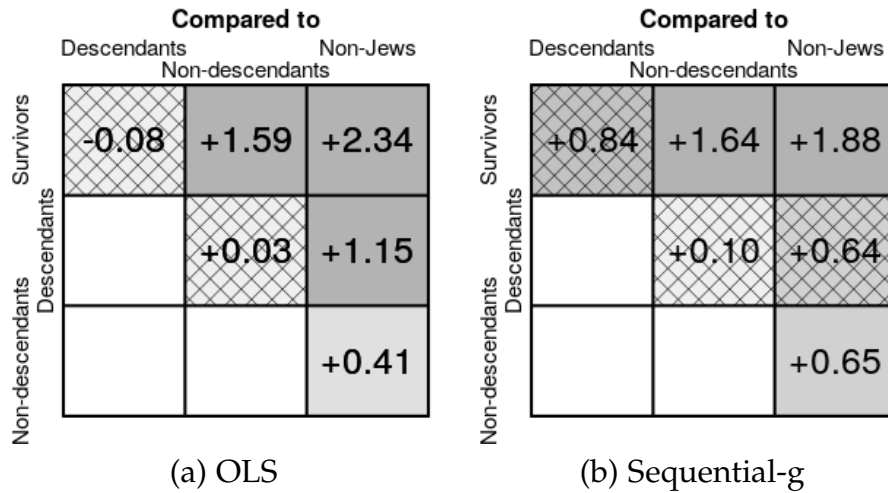 Compared to
Descendants Non-Jews
Non-descendants
Survivors
Descendants
Non-descendants
-0.08 +1.59 +2.34
+0.03 +1.15
+0.41
(a) OLS
Compared to
Descendants Non-Jews
Non-descendants
Survivors
Descendants
Non-descendants
+0.84 +1.64 +1.88
+0.10 +0.64
+0.65
(b) Sequential-g